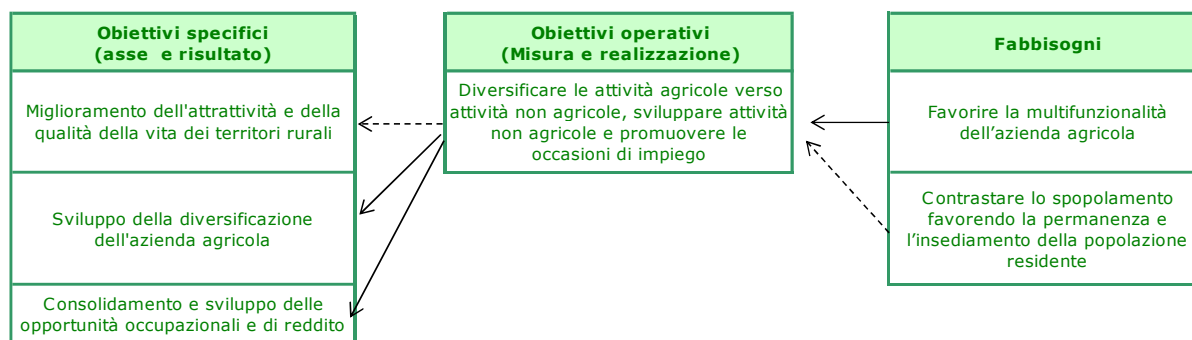 Obiettivi specifici
(asse e risultato)
Miglioramento dell'attrattività e della
qualità della vita dei territori rurali
Sviluppo della diversificazione
dell'azienda agricola
Consolidamento e sviluppo delle
opportunità occupazionali e di reddito
Obiettivi operativi
(Misura e realizzazione)
Diversificare le attività agricole verso
attività non agricole, sviluppare attività
non agricole e promuovere le
occasioni di impiego
Fabbisogni
Favorire la multifunzionalità
dell’azienda agricola
Contrastare lo spopolamento
favorendo la permanenza e
l’insediamento della popolazione
residente